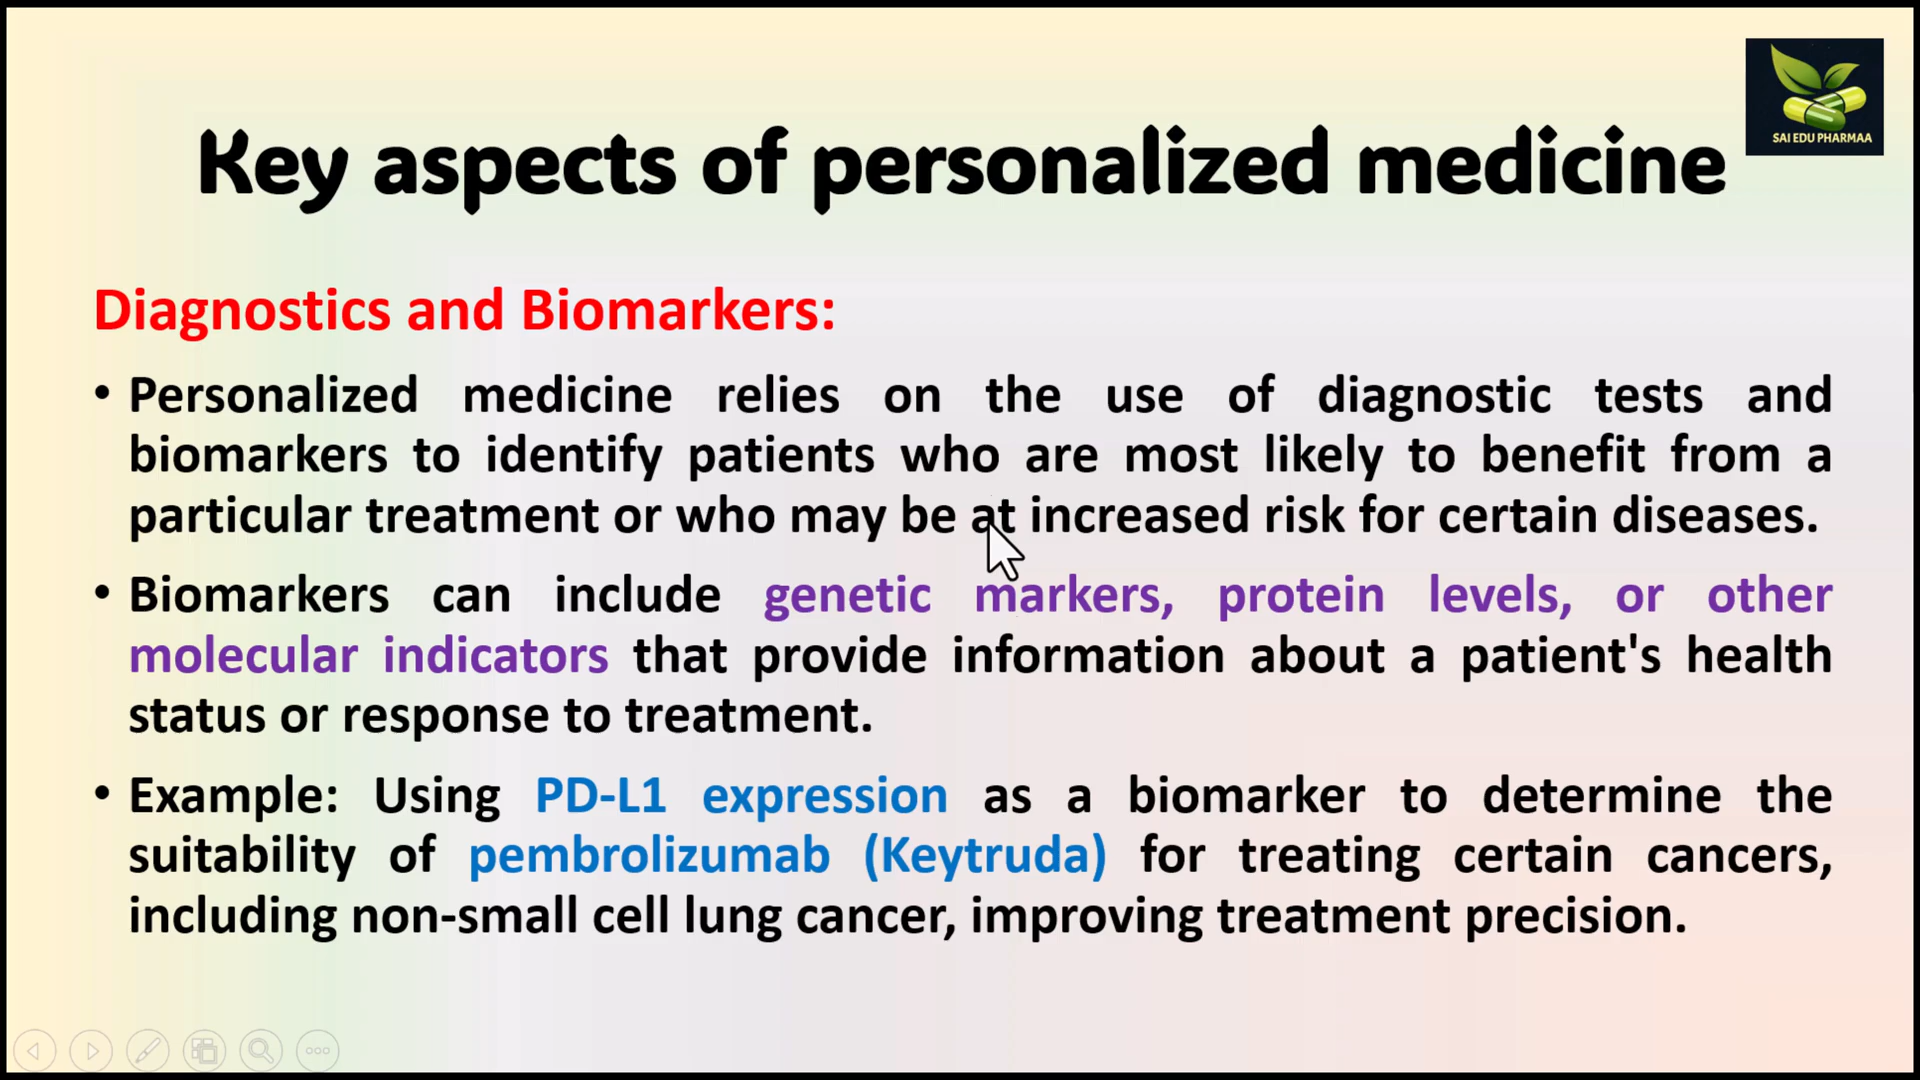 SAI EDU PHARMAA
Key aspects of personalized medicine
Diagnostics and Biomarkers:
• Personalized medicine relies on the use of diagnostic tests and
biomarkers to identify patients who are most likely to benefit from a
particular treatment or who may be at increased risk for certain diseases.
• Biomarkers can include genetic markers, protein levels, or other
molecular indicators that provide information about a patient's health
status or response to treatment.
• Example: Using PD-L1 expression as a biomarker to determine the
suitability of pembrolizumab (Keytruda) for treating certain cancers,
including non-small cell lung cancer, improving treatment precision.